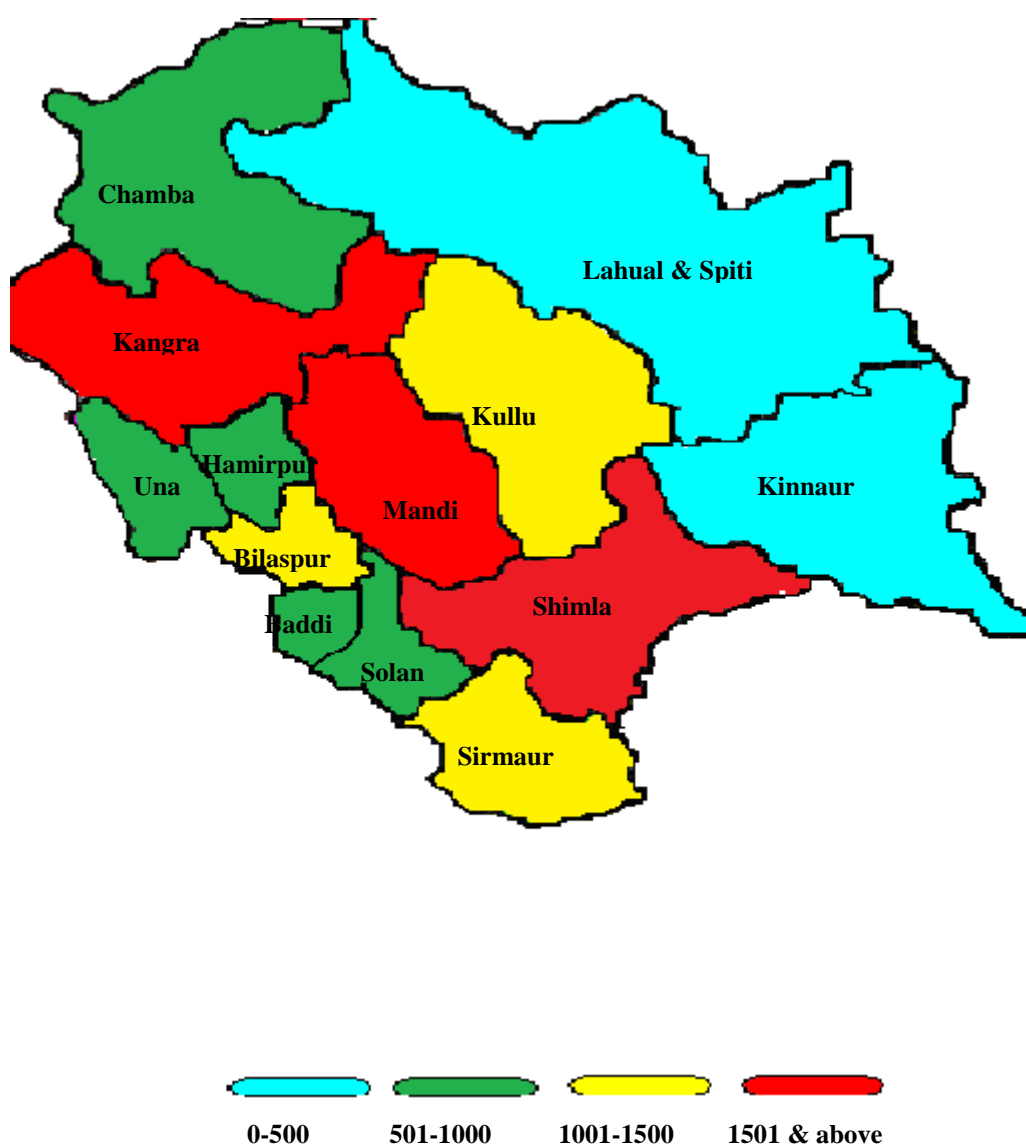 Chamba
Lahual & Spiti
Kangra
Kullu
Hamirpur
Una
Kinnaur
Mandi
Bilaspur
Shimla
Baddi
Solan
Sirmaur
0-500 501-1000 1001-1500 1501 & above